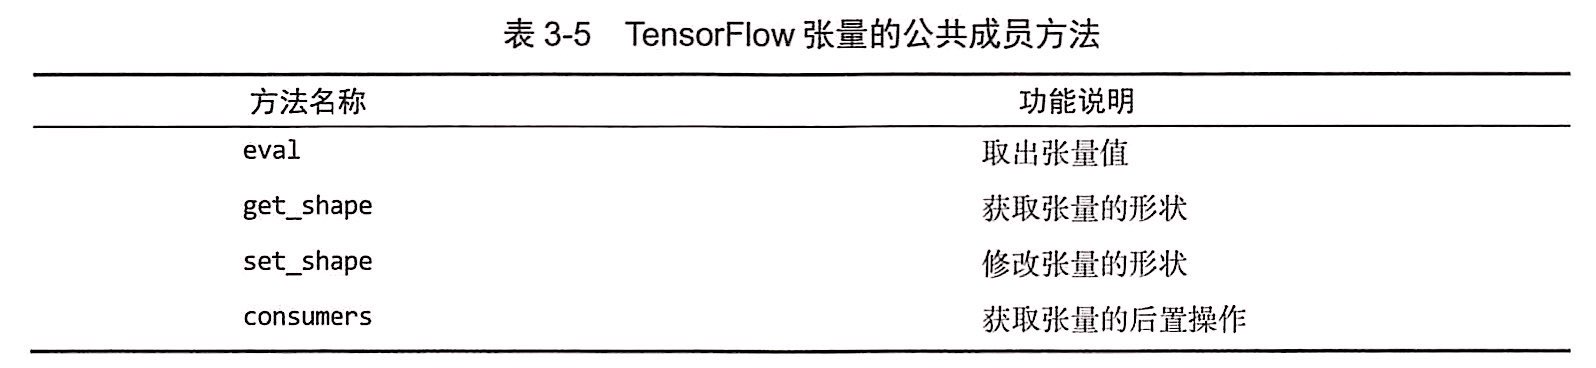 表 3-5 TensorFlow 张量的公共成员方法
方法名称 功能说明
eval 取出张量值
get_shape 获取张量的形状
set_shape 修改张量的形状
consumers 获取张量的后置操作